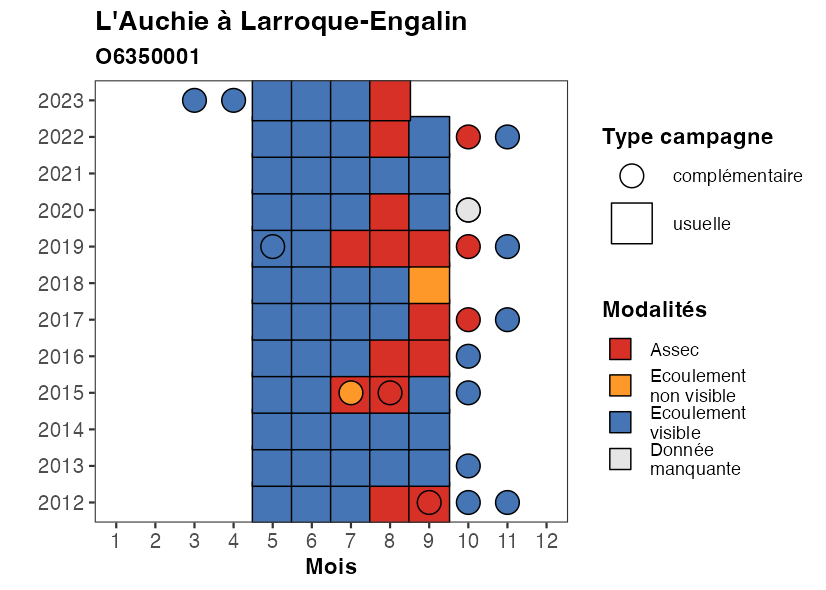 L'Auchie à Larroque-Engalin
O6350001
2023
2022
2021
2020
2019
2018
2017
2016
2015
2014
2013
2012
1 2 3 4 5 6 7 8 9 10 11 12
Mois
Type campagne
complémentaire
usuelle
Modalités
Assec
Ecoulement
non visible
Ecoulement
visible
Donnée
manquante